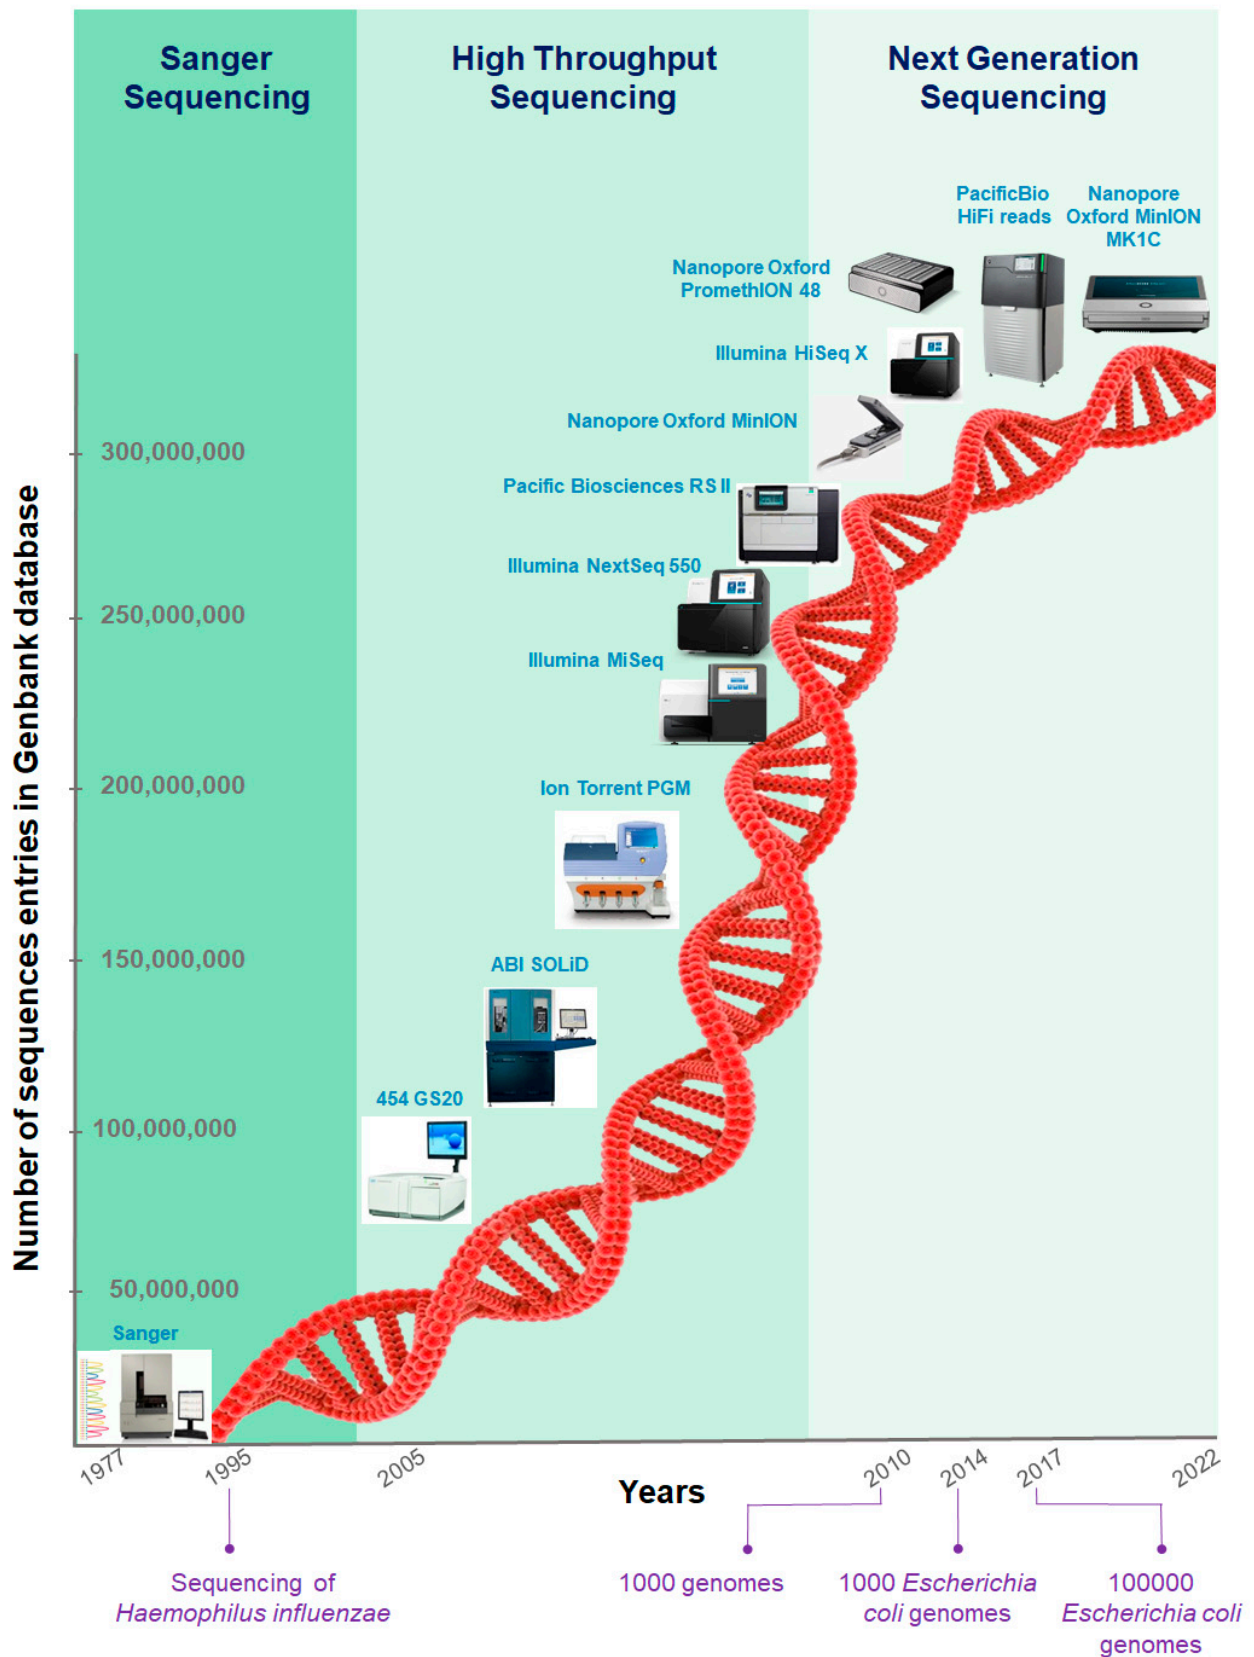 Sanger
Sequencing
High Throughput
Sequencing
Next Generation
Sequencing
PacificBio
HiFi reads
Nanopore
Oxford MinION
MK1C
Nanopore Oxford
PromethION 48
Illumina HiSeq X
Nanopore Oxford MinION
Pacific Biosciences RS II
Illumina NextSeq 550
Illumina MiSeq
Ion Torrent PGM
ABI SOLiD
454 GS20
Sanger
Number of sequences entries in Genbank database
300,000,000
250,000,000
200,000,000
150,000,000
100,000,000
50,000,000
1977
1995
2005
2010
2014
2017
2022
Years
Sequencing of
Haemophilus influenzae
1000 genomes
1000 Escherichia
coli genomes
100000
Escherichia coli
genomes